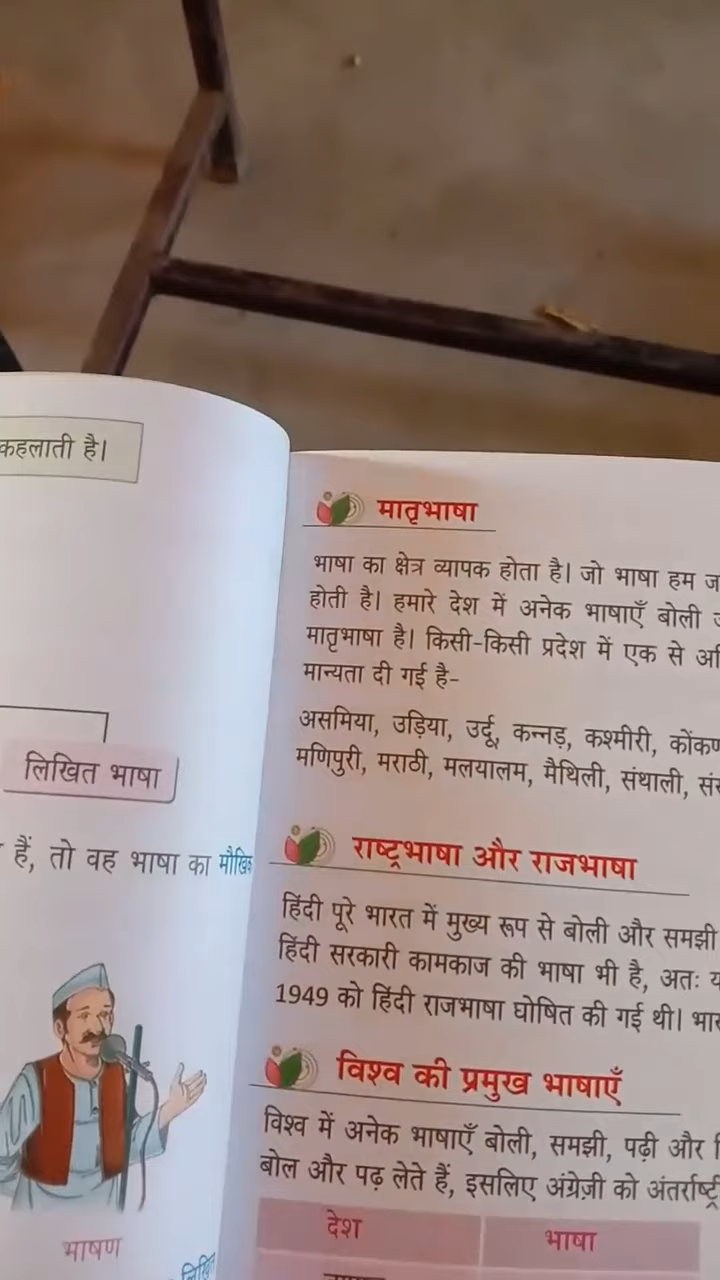 कहलाती है।
लिखित भाषा
हैं, तो वह भाषा का मौखिक
भाषण
मातृभाषा
भाषा का क्षेत्र व्यापक होता है। जो भाषा हम
होती है। हमारे देश में अनेक भाषाएँ बोली
मातृभाषा है। किसी-किसी प्रदेश में एक से
मान्यता दी गई है-
असमिया, उड़िया, उर्दू, कन्नड़, कश्मीरी,
मणिपुरी, मराठी, मलयालम, मैथिली, संथाली,
राष्ट्रभाषा और राजभाषा
हिंदी पूरे भारत में मुख्य रूप से बोली और समझी
हिंदी सरकारी कामकाज की भाषा भी है, अतः
1949 को हिंदी राजभाषा घोषित की गई थी।
विश्व की प्रमुख भाषाएँ
विश्व में अनेक भाषाएँ बोली, समझी, पढ़ी और
बोल और पढ़ लेते हैं, इसलिए अंग्रेज़ी को
देश भाषा